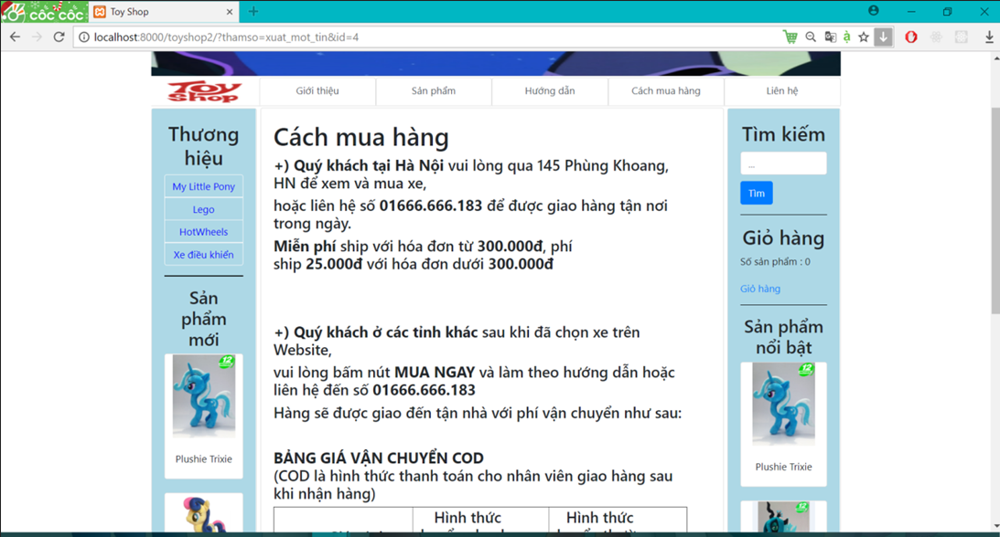 cốc cốc
Toy Shop
localhost:8000/toyshop2/?thamso=xuat_mot_tin&id=4
Toy
Shop
Giới thiệu
Sản phẩm
Hướng dẫn
Cách mua hàng
Liên hệ
Thương
hiệu
My Little Pony
Lego
HotWheels
Xe điều khiển
Sản
phẩm
mới
12
Plushie Trixie
Cách mua hàng
+) Quý khách tại Hà Nội vui lòng qua 145 Phùng Khoang,
HN để xem và mua xe,
hoặc liên hệ số 01666.666.183 để được giao hàng tận nơi
trong ngày.
Miễn phí ship với hóa đơn từ 300.000đ, phí
ship 25.000đ với hóa đơn dưới 300.000đ
+) Quý khách ở các tỉnh khác sau khi đã chọn xe trên
Website,
vui lòng bấm nút MUA NGAY và làm theo hướng dẫn hoặc
liên hệ đến số 01666.666.183
Hàng sẽ được giao đến tận nhà với phí vận chuyển như sau:
BẢNG GIÁ VẬN CHUYỂN COD
(COD là hình thức thanh toán cho nhân viên giao hàng sau
khi nhận hàng)
Hình thức
Hình thức
Tìm kiếm
...
Tìm
Giỏ hàng
Số sản phẩm : 0
Giỏ hàng
Sản phẩm
nổi bật
12
Plushie Trixie
12